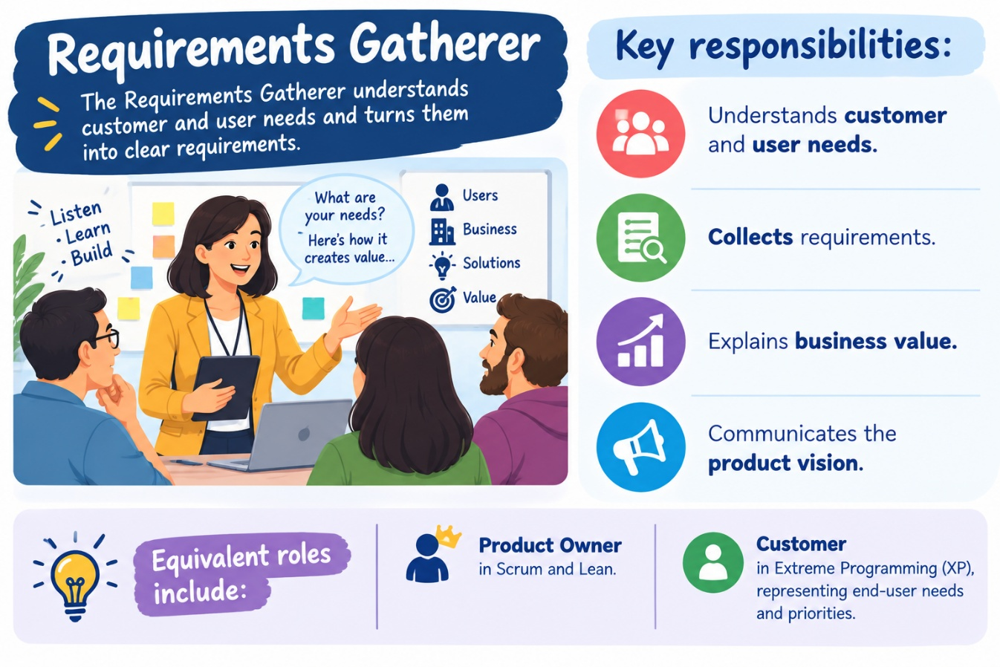 Requirements Gatherer
The Requirements Gatherer understands
customer and user needs and turns them
into clear requirements.
Listen
• Learn
• Build
What are
your needs?
Here's how it
creates value...
Users
Business
Solutions
Value
Key responsibilities:
Understands customer
and user needs.
Collects requirements.
Explains business value.
Communicates the
product vision.
Equivalent roles
include:
Product Owner
in Scrum and Lean.
Customer
in Extreme Programming (XP),
representing end-user needs
and priorities.